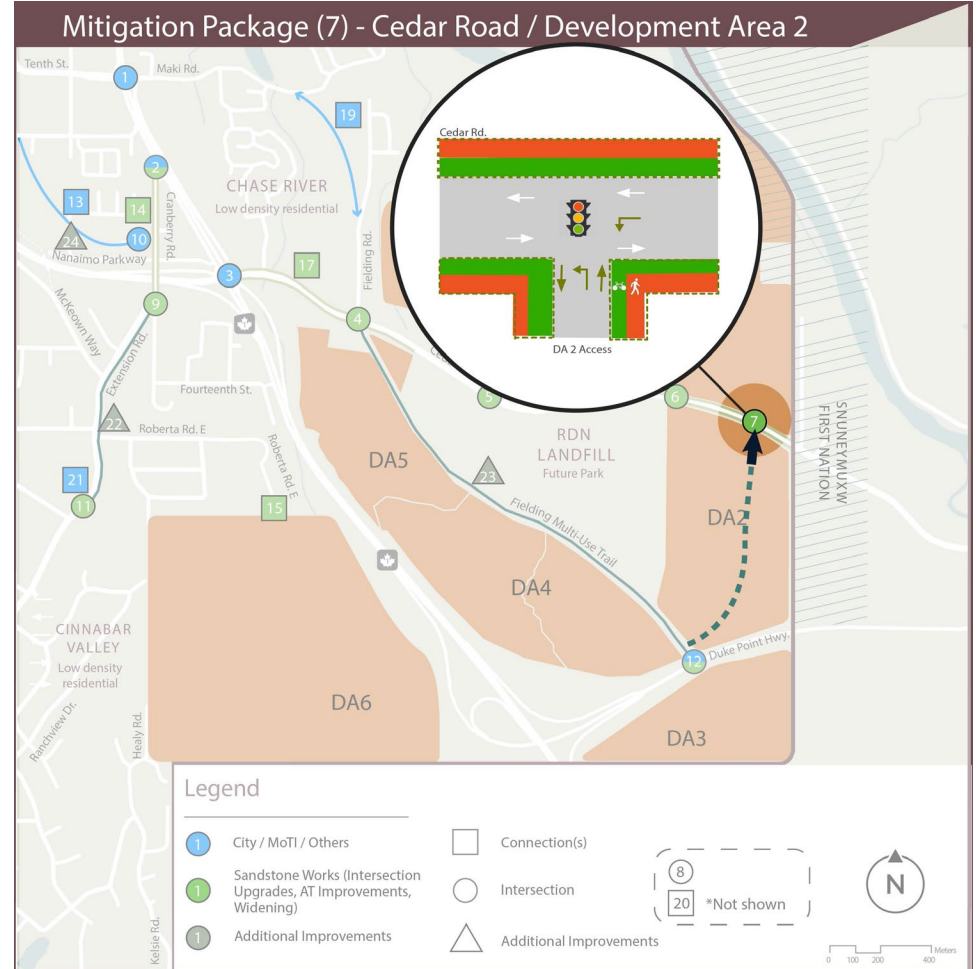 Mitigation Package (7) - Cedar Road / Development Area 2
Tenth St.
1
Maki Rd.
19
Cedar Rd.
DA 2 Access
2
13
14
Cranberry Rd.
CHASE RIVER
Low density residential
24
10
Nanaimo Parkway
17
Fielding Rd.
3
McKeown Way
9
4
Extension Rd.
Fourteenth St.
5
6
7
22
Roberta Rd. E
Roberta Rd. E
RDN
LANDFILL
Future Park
SNUNEYMUXW
FIRST NATION
DA5
23
21
11
15
Fielding Multi-Use Trail
DA2
DA4
CINNABAR
VALLEY
Low density
residential
12
Duke Point Hwy.
Ranchview Dr.
Healy Rd.
DA6
DA3
Kelsie Rd.
Legend
1
City / MoTI / Others
1
Sandstone Works (Intersection
Upgrades, AT Improvements,
Widening)
1
Additional Improvements
Connection(s)
Intersection
Additional Improvements
8
20
*Not shown
N
Meters
0 100 200 400